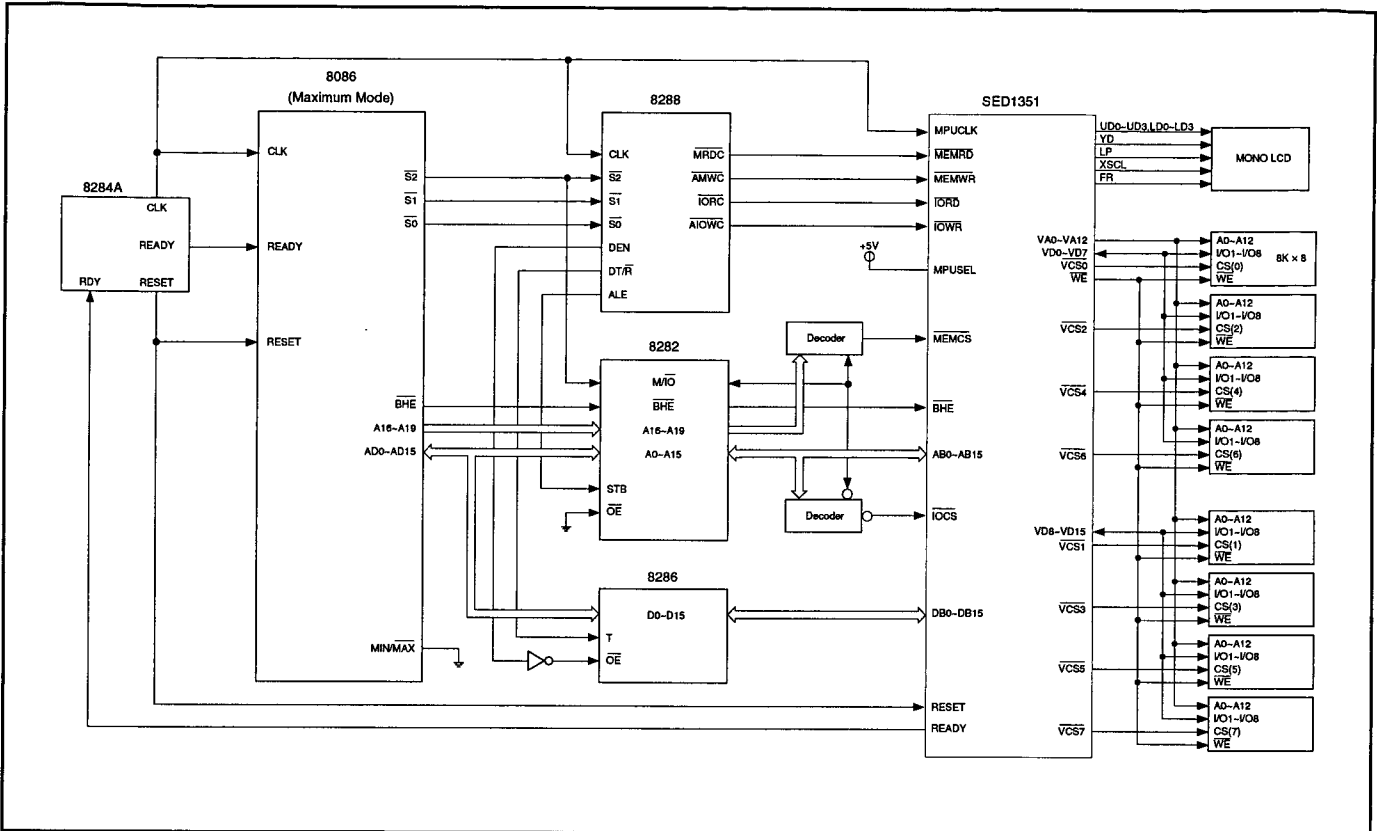 8086
(Maximum Mode)
CLK
READY
RESET
S2
S1
S0
BHE
A16~A19
AD0~AD15
MIN/MAX
8284A
CLK
READY
RDY
RESET
8288
CLK
S2
S1
S0
DEN
DT/R
ALE
MRDC
AMWC
IORC
AIOWC
8282
M/IO
BHE
A16~A19
A0~A15
STB
OE
8286
D0~D15
T
OE
Decoder
Decoder
+5V
SED1351
MPUCLK
MEMRD
MEMWR
IORD
IOWR
MPUSEL
MEMCS
BHE
AB0~AB15
IOCS
DB0~DB15
RESET
READY
UD0~UD3,LD0~LD3
YD
LP
XSCL
FR
MONO LCD
VA0~VA12
VD0~VD7
VCS0
WE
VCS2
VCS4
VCS6
VD8~VD15
VCS1
VCS3
VCS5
VCS7
A0~A12
I/O1~I/O8
CS(0)
WE
8K × 8
A0~A12
I/O1~I/O8
CS(2)
WE
A0~A12
I/O1~I/O8
CS(4)
WE
A0~A12
I/O1~I/O8
CS(6)
WE
A0~A12
I/O1~I/O8
CS(1)
WE
A0~A12
I/O1~I/O8
CS(3)
WE
A0~A12
I/O1~I/O8
CS(5)
WE
A0~A12
I/O1~I/O8
CS(7)
WE